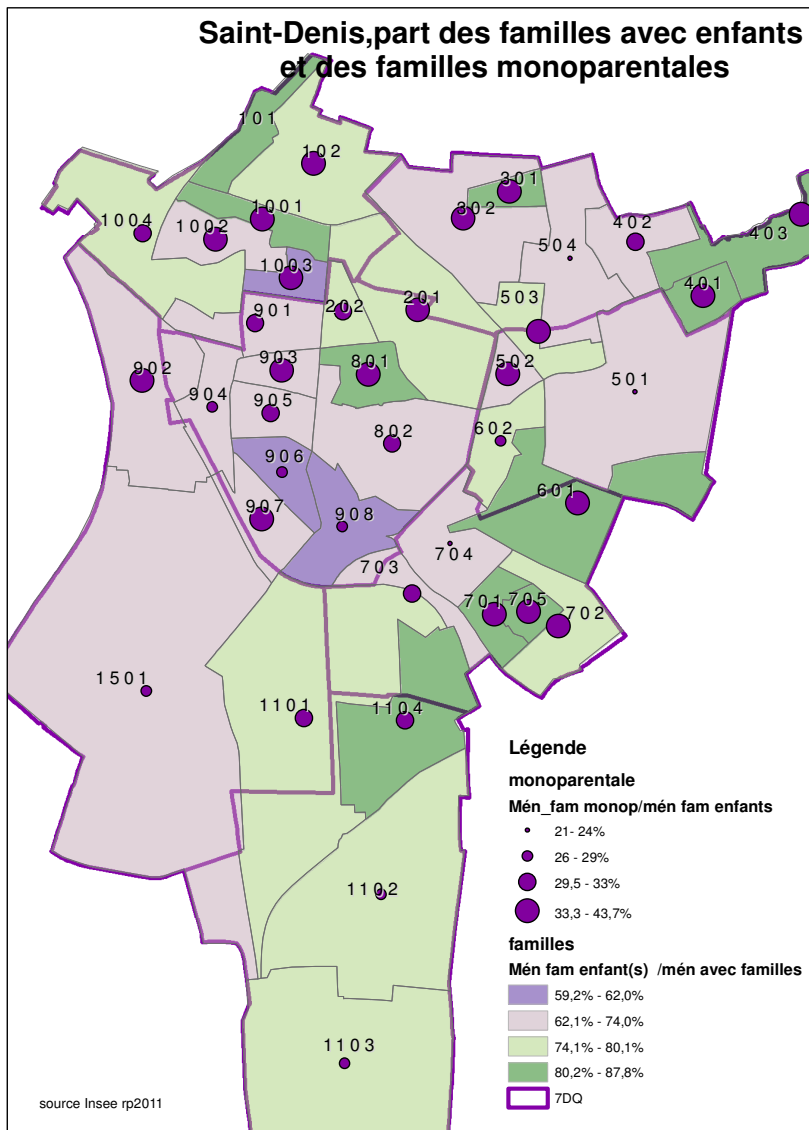 Saint-Denis,part des familles avec enfants
et des familles monoparentales
101
102
301
302
1001
1004
1002
402
403
504
1003
401
201
202
503
901
903
801
902
502
501
904
905
602
802
906
601
907
908
704
703
701
705
702
1501
1101
1104
1102
1103
Légende
monoparentale
Mén_fam monop/mén fam enfants
21- 24%
26 - 29%
29,5 - 33%
33,3 - 43,7%
familles
Mén fam enfant(s) /mén avec familles
59,2% - 62,0%
62,1% - 74,0%
74,1% - 80,1%
80,2% - 87,8%
7DQ
source Insee rp2011